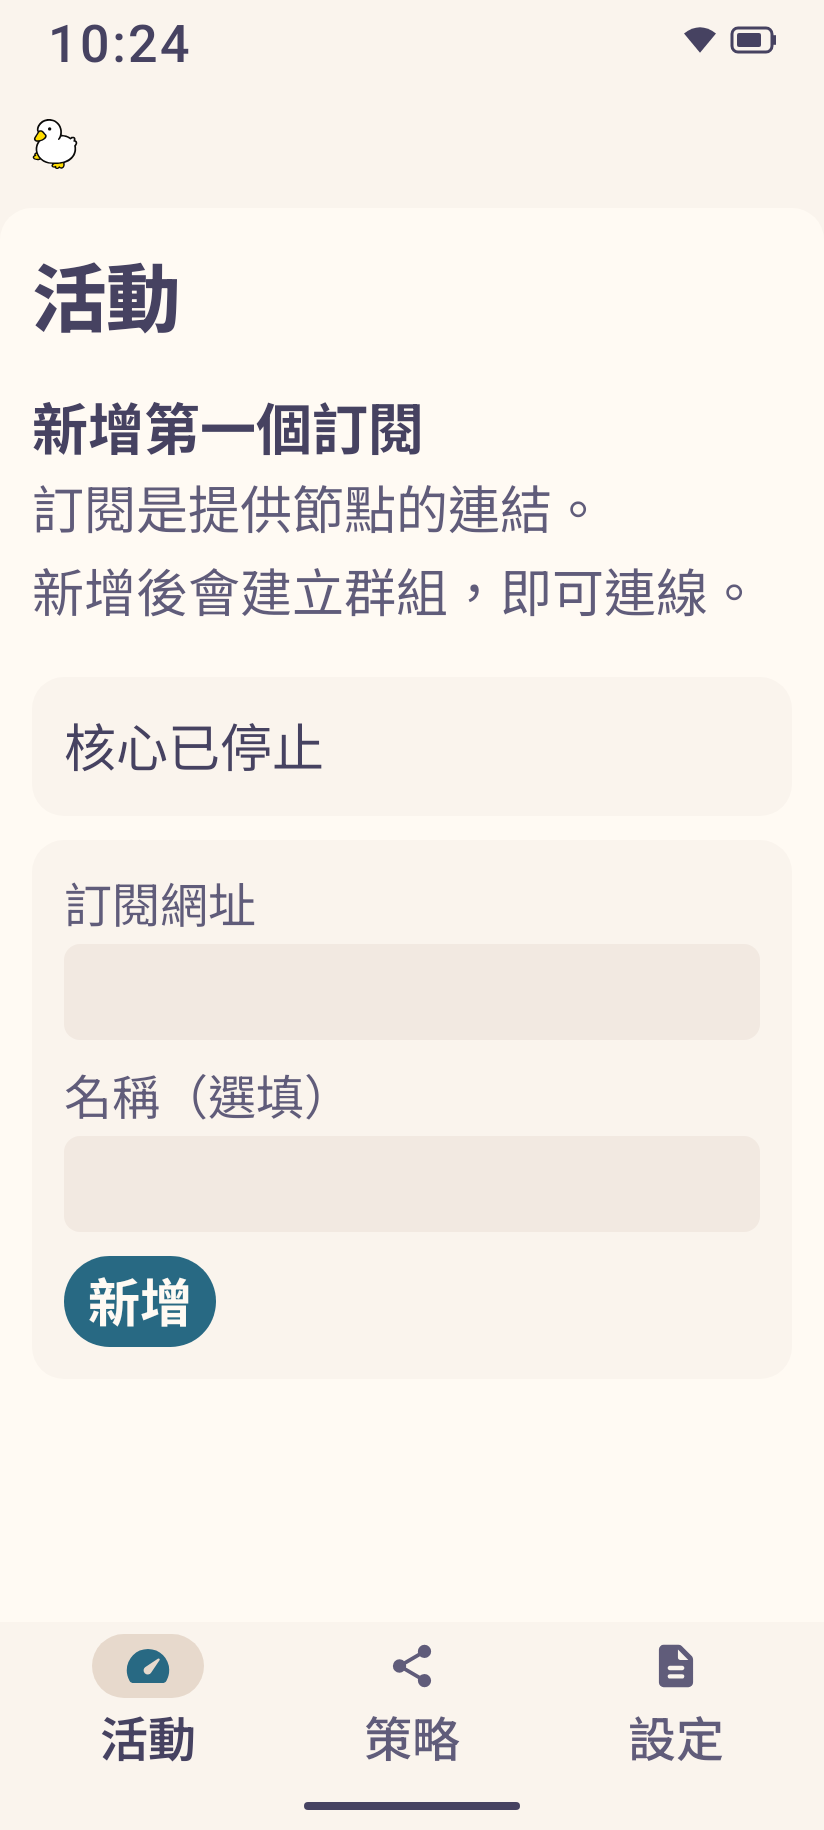 10:24
活動
新增第一個訂閱
訂閱是提供節點的連結。
新增後會建立群組，即可連線。
核心已停止
訂閱網址
名稱（選填）
新增
活動
策略
設定